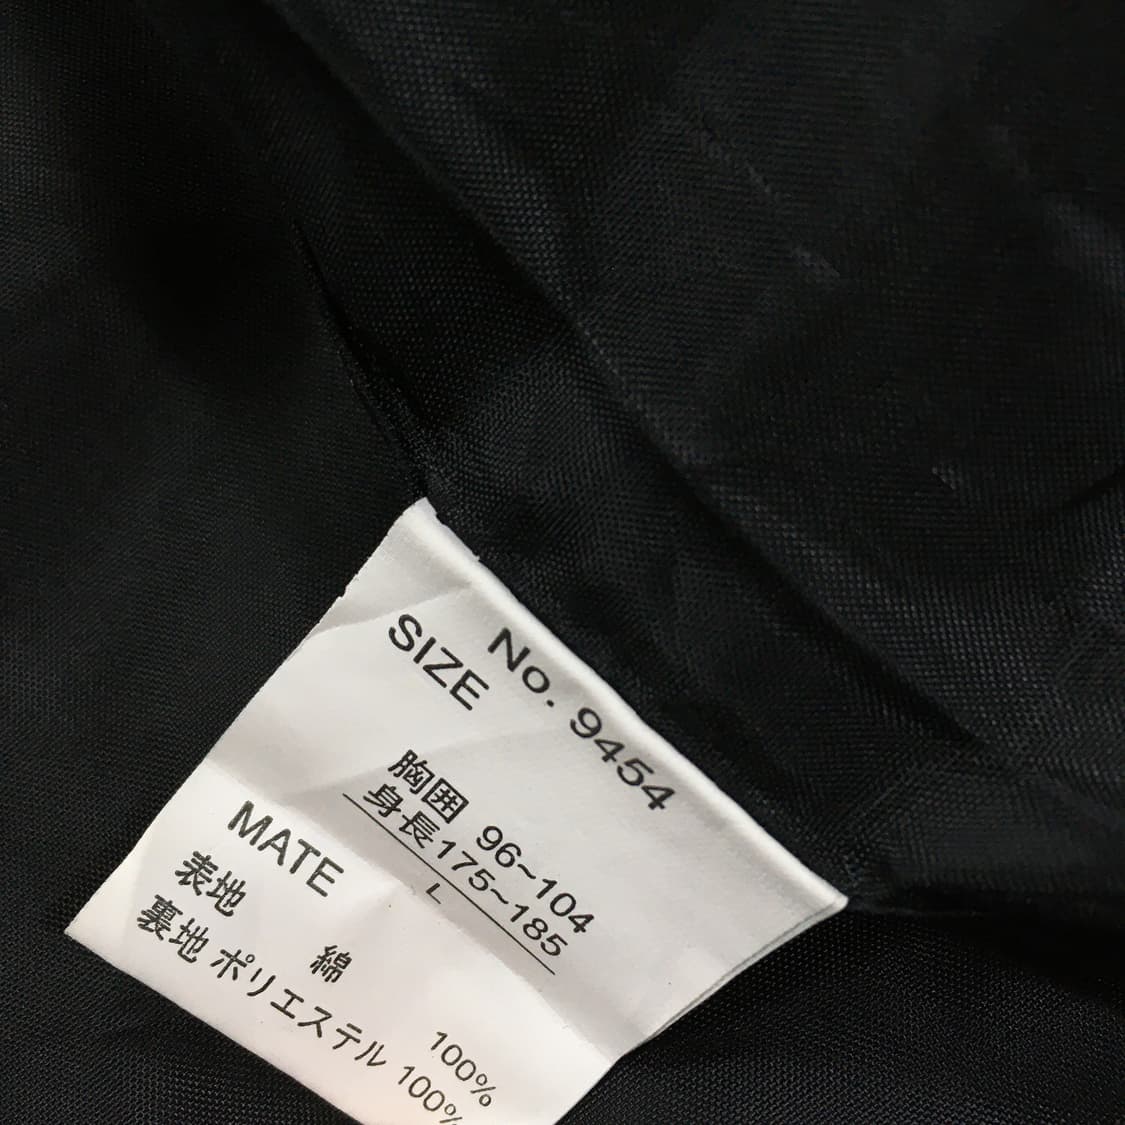 No. 9454
SIZE
胸囲 96~104
身長175~185
L
MATE
表地 綿 100%
裏地 ポリエステル 100%